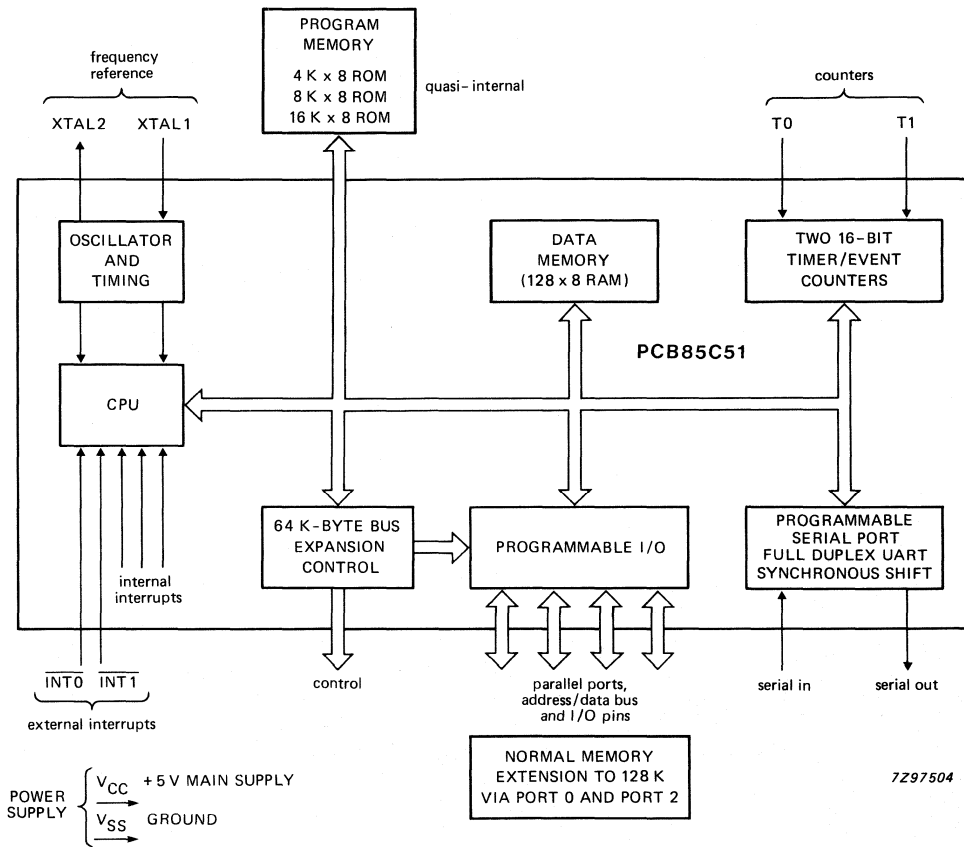 PROGRAM
MEMORY
4 K x 8 ROM
8 K x 8 ROM
16 K x 8 ROM
quasi-internal
frequency
reference
XTAL2 XTAL1
counters
T0 T1
OSCILLATOR
AND
TIMING
DATA
MEMORY
(128 x 8 RAM)
TWO 16-BIT
TIMER/EVENT
COUNTERS
PCB85C51
CPU
64 K-BYTE BUS
EXPANSION
CONTROL
PROGRAMMABLE I/O
PROGRAMMABLE
SERIAL PORT
FULL DUPLEX UART
SYNCHRONOUS SHIFT
internal
interrupts
INT0 INT1
external interrupts
control
parallel ports,
address/data bus
and I/O pins
serial in
serial out
NORMAL MEMORY
EXTENSION TO 128 K
VIA PORT 0 AND PORT 2
7Z97504
POWER
SUPPLY
VCC +5 V MAIN SUPPLY
VSS GROUND